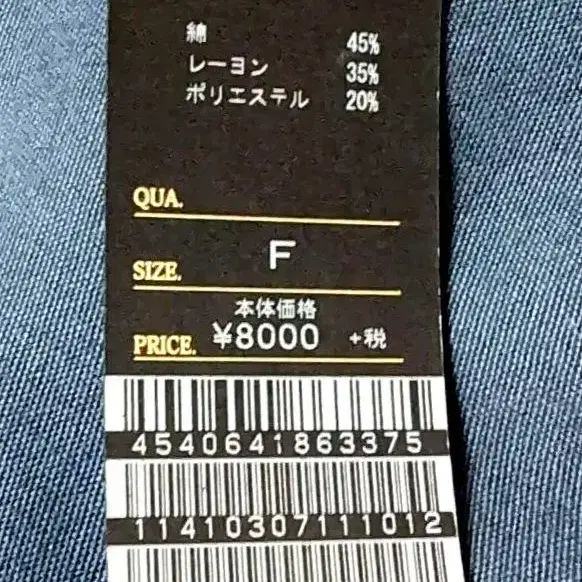 綿 45%
レーヨン 35%
ポリエステル 20%
QUA.
SIZE. F
本体価格
PRICE. ¥8000 +税
4540641863375
11410307111012